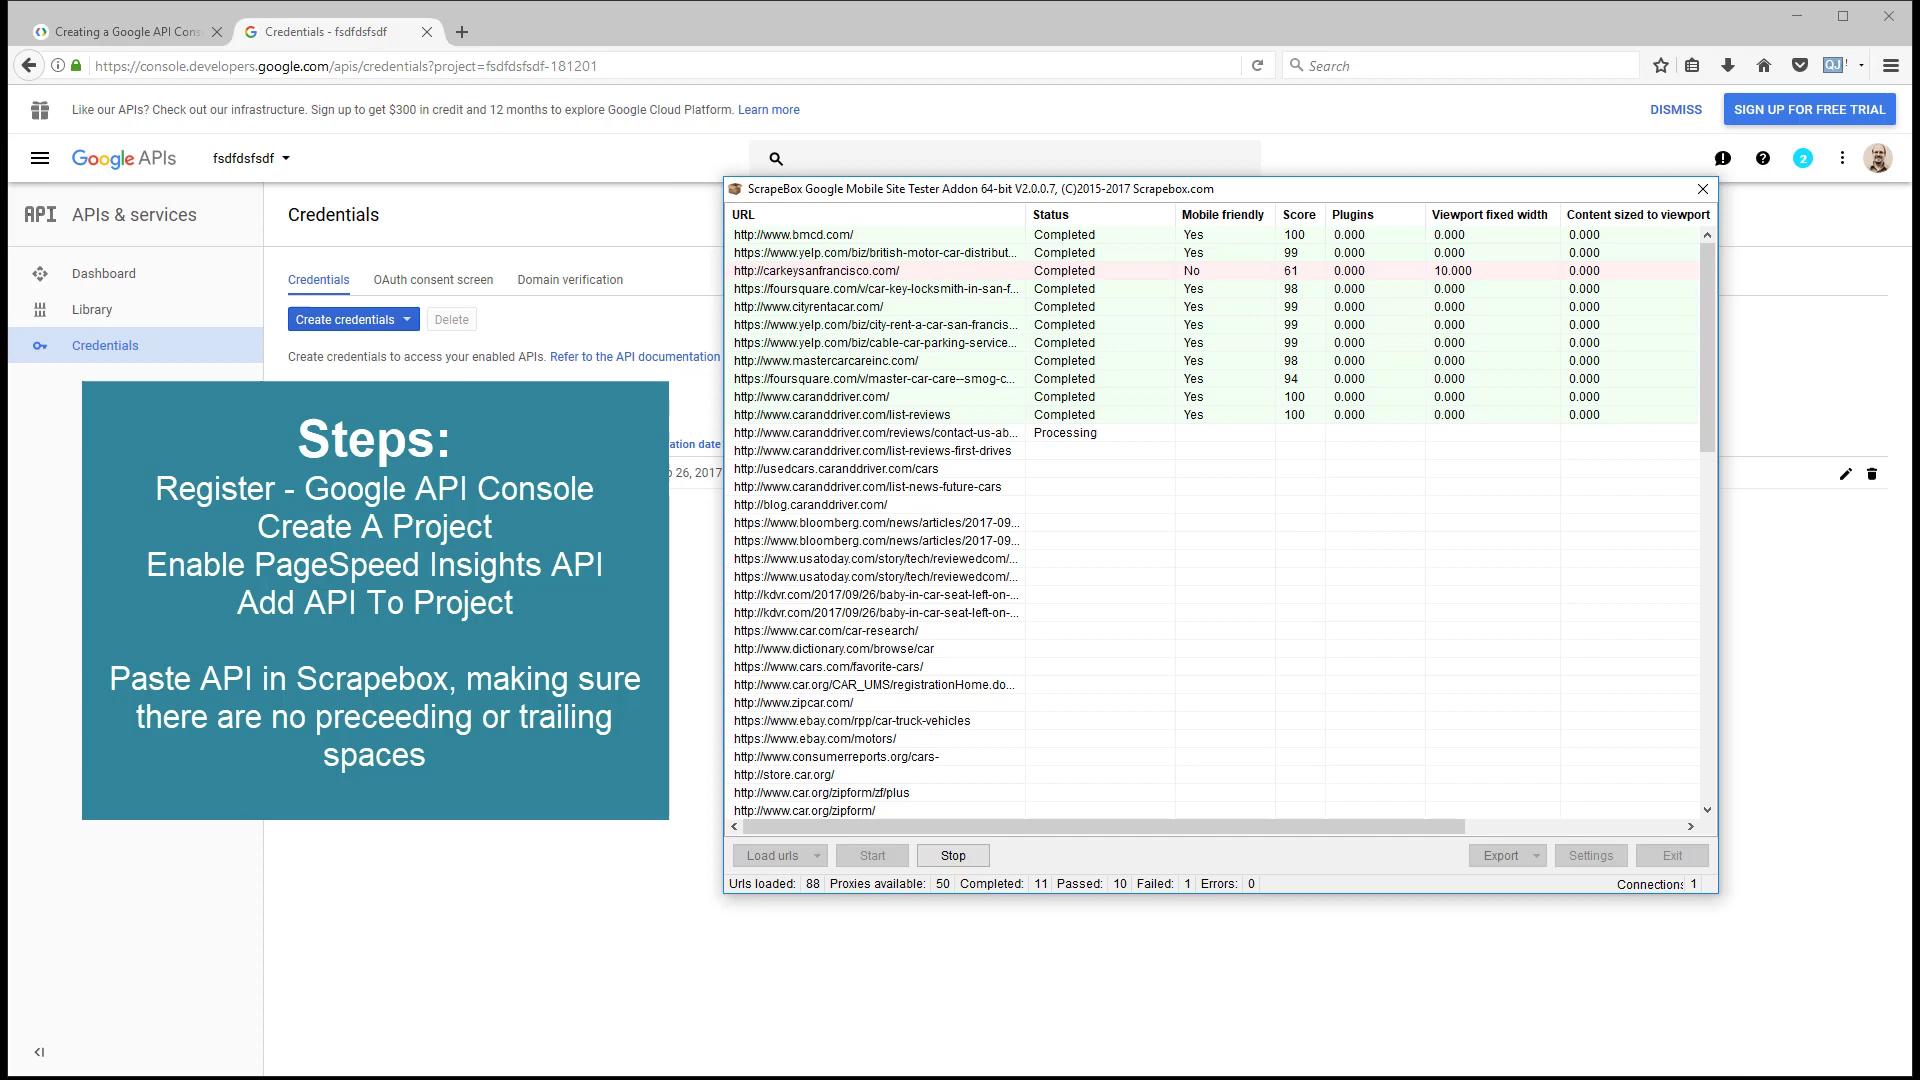 Creating a Google API Cons
Credentials - fsdfdsfsdf
https://console.developers.google.com/apis/credentials?project=fsdfdsfsdf-181201
Search
QJ
Like our APIs? Check out our infrastructure. Sign up to get $300 in credit and 12 months to explore Google Cloud Platform. Learn more
DISMISS
SIGN UP FOR FREE TRIAL
Google APIs
fsdfdsfsdf
2
API APIs & services
Credentials
Dashboard
Library
Credentials
Credentials OAuth consent screen Domain verification
Create credentials Delete
Create credentials to access your enabled APIs. Refer to the API documentation
ation date
26, 2017
Steps:
Register - Google API Console
Create A Project
Enable PageSpeed Insights API
Add API To Project
Paste API in Scrapebox, making sure
there are no preceeding or trailing
spaces
ScrapeBox Google Mobile Site Tester Addon 64-bit V2.0.0.7, (C)2015-2017 Scrapebox.com
URL Status Mobile friendly Score Plugins Viewport fixed width Content sized to viewport
http://www.bmcd.com/ Completed Yes 100 0.000 0.000 0.000
https://www.yelp.com/biz/british-motor-car-distribut... Completed Yes 99 0.000 0.000 0.000
http://carkeysanfrancisco.com/ Completed No 61 0.000 10.000 0.000
https://foursquare.com/v/car-key-locksmith-in-san-f... Completed Yes 98 0.000 0.000 0.000
http://www.cityrentacar.com/ Completed Yes 99 0.000 0.000 0.000
https://www.yelp.com/biz/city-rent-a-car-san-francis... Completed Yes 99 0.000 0.000 0.000
https://www.yelp.com/biz/cable-car-parking-service... Completed Yes 99 0.000 0.000 0.000
http://www.mastercarcareinc.com/ Completed Yes 98 0.000 0.000 0.000
https://foursquare.com/v/master-car-care--smog-c... Completed Yes 94 0.000 0.000 0.000
http://www.caranddriver.com/ Completed Yes 100 0.000 0.000 0.000
http://www.caranddriver.com/list-reviews Completed Yes 100 0.000 0.000 0.000
http://www.caranddriver.com/reviews/contact-us-ab... Processing
http://www.caranddriver.com/list-reviews-first-drives
http://usedcars.caranddriver.com/cars
http://www.caranddriver.com/list-news-future-cars
http://blog.caranddriver.com/
https://www.bloomberg.com/news/articles/2017-09...
https://www.bloomberg.com/news/articles/2017-09...
https://www.usatoday.com/story/tech/reviewedcom/...
https://www.usatoday.com/story/tech/reviewedcom/...
http://kdvr.com/2017/09/26/baby-in-car-seat-left-on-...
http://kdvr.com/2017/09/26/baby-in-car-seat-left-on-...
https://www.car.com/car-research/
http://www.dictionary.com/browse/car
https://www.cars.com/favorite-cars/
http://www.car.org/CAR_UMS/registrationHome.do...
http://www.zipcar.com/
https://www.ebay.com/rpp/car-truck-vehicles
https://www.ebay.com/motors/
http://www.consumerreports.org/cars-
http://store.car.org/
http://www.car.org/zipform/zf/plus
http://www.car.org/zipform/
Load urls Start Stop Export Settings Exit
Urls loaded: 88 Proxies available: 50 Completed: 11 Passed: 10 Failed: 1 Errors: 0 Connections 1